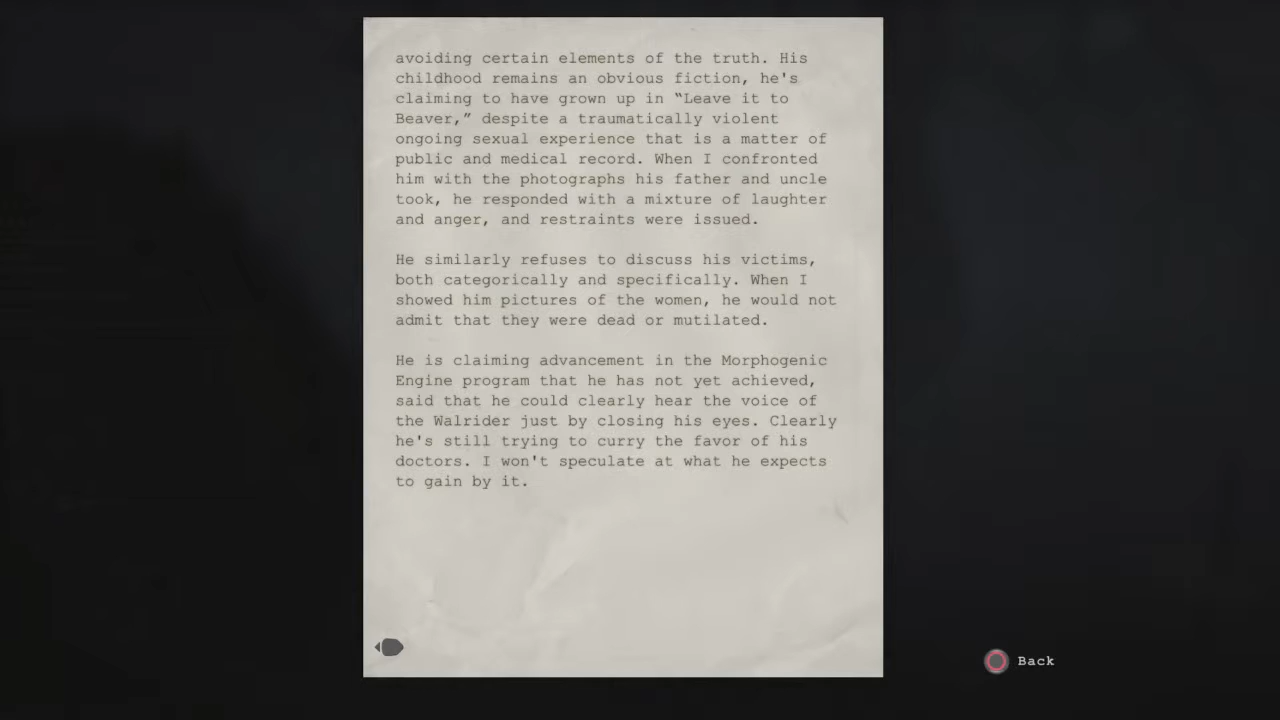 avoiding certain elements of the truth. His
childhood remains an obvious fiction, he's
claiming to have grown up in “Leave it to
Beaver,” despite a traumatically violent
ongoing sexual experience that is a matter of
public and medical record. When I confronted
him with the photographs his father and uncle
took, he responded with a mixture of laughter
and anger, and restraints were issued.
He similarly refuses to discuss his victims,
both categorically and specifically. When I
showed him pictures of the women, he would not
admit that they were dead or mutilated.
He is claiming advancement in the Morphogenic
Engine program that he has not yet achieved,
said that he could clearly hear the voice of
the Walrider just by closing his eyes. Clearly
he's still trying to curry the favor of his
doctors. I won't speculate at what he expects
to gain by it.
Back